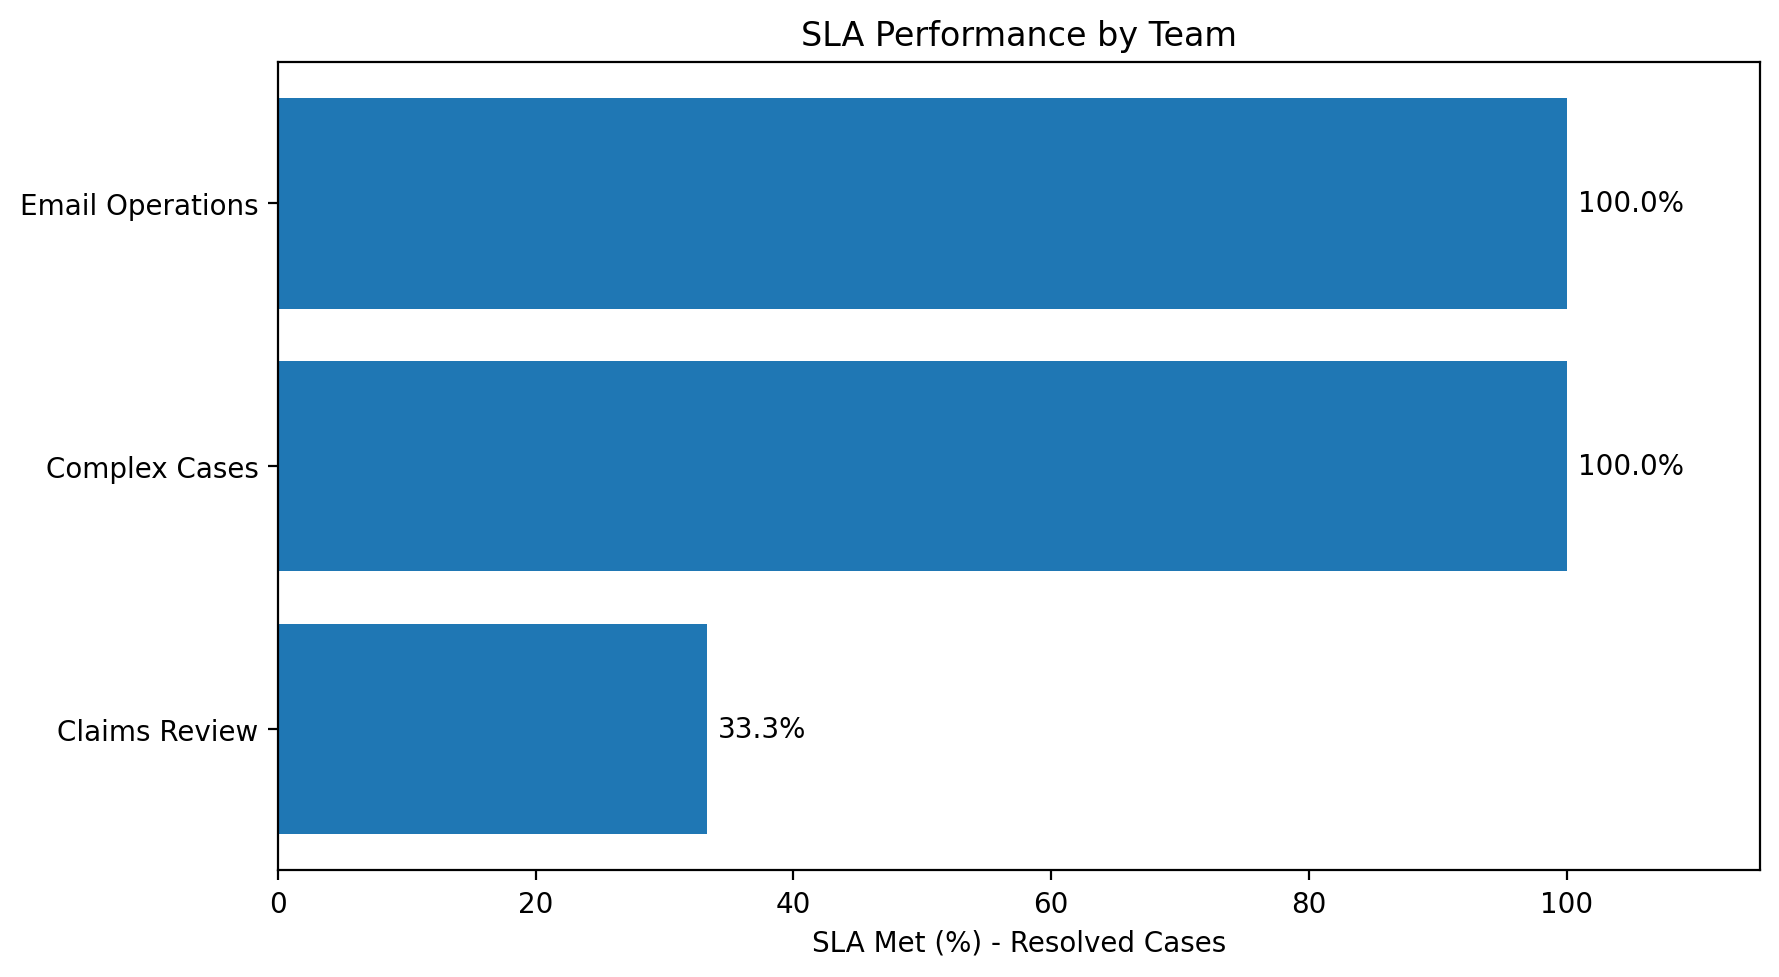 SLA Performance by Team
Email Operations
100.0%
Complex Cases
100.0%
Claims Review
33.3%
0 20 40 60 80 100
SLA Met (%) - Resolved Cases